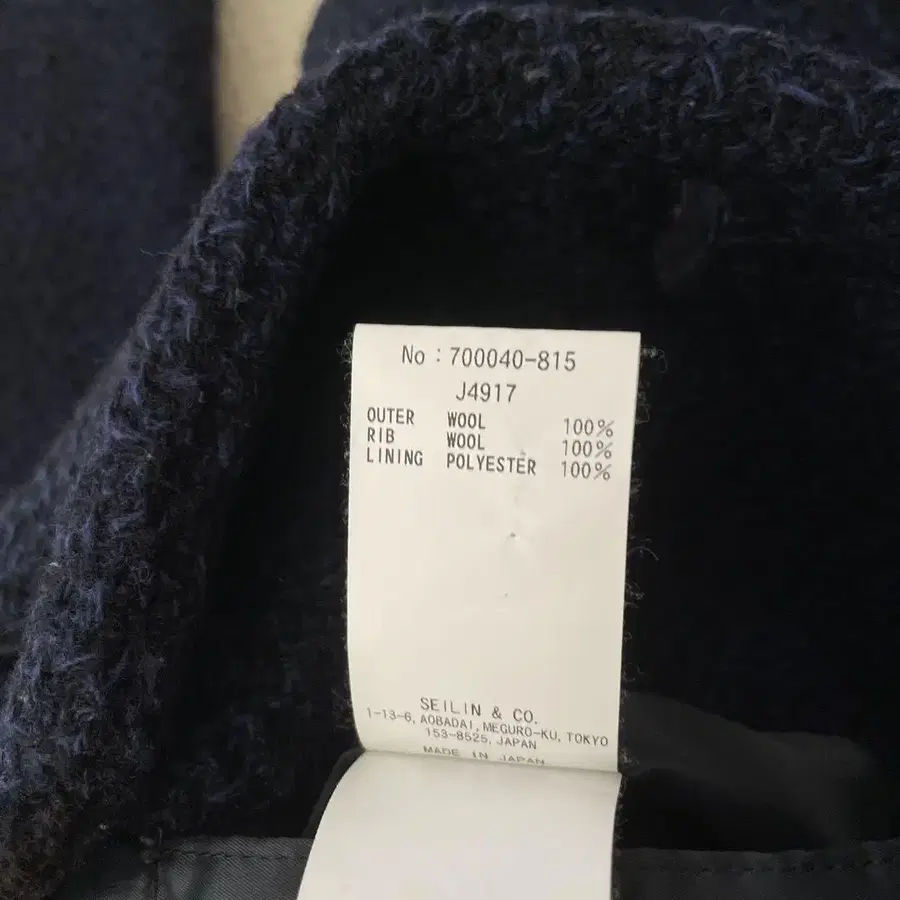 No : 700040-815
J4917
OUTER WOOL 100%
RIB WOOL 100%
LINING POLYESTER 100%
SEILIN & CO.
1-13-6, AOBADAI, MEGURO-KU, TOKYO
153-8525, JAPAN
MADE IN JAPAN